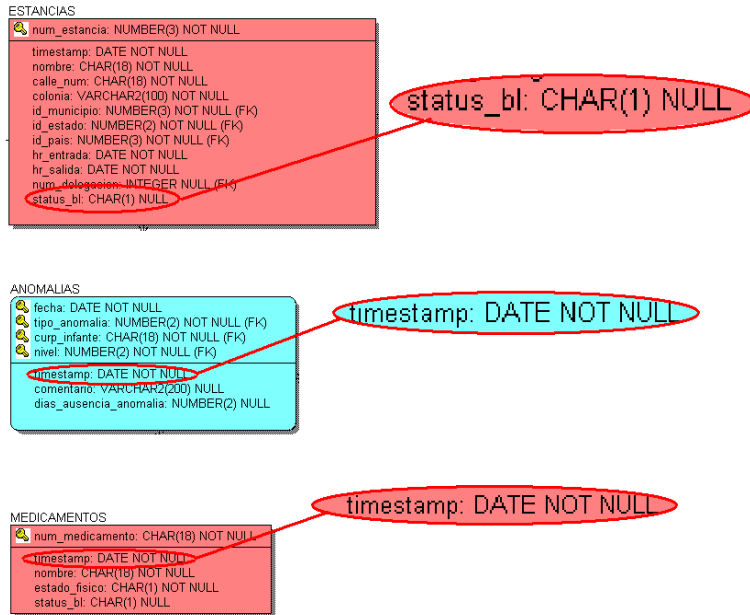 ESTANCIAS
num_estancia: NUMBER(3) NOT NULL
timestamp: DATE NOT NULL
nombre: CHAR(18) NOT NULL
calle_num: CHAR(18) NOT NULL
colonia: VARCHAR2(100) NOT NULL
id_municipio: NUMBER(3) NOT NULL (FK)
id_estado: NUMBER(2) NOT NULL (FK)
id_pais: NUMBER(3) NOT NULL (FK)
hr_entrada: DATE NOT NULL
hr_salida: DATE NOT NULL
num_delegacion: INTEGER NULL (FK)
status_bl: CHAR(1) NULL
status_bl: CHAR(1) NULL
ANOMALIAS
fecha: DATE NOT NULL
tipo_anomalia: NUMBER(2) NOT NULL (FK)
curp_infante: CHAR(18) NOT NULL (FK)
nivel: NUMBER(2) NOT NULL (FK)
timestamp: DATE NOT NULL
comentario: VARCHAR2(200) NULL
dias_ausencia_anomalia: NUMBER(2) NULL
timestamp: DATE NOT NULL
MEDICAMENTOS
num_medicamento: CHAR(18) NOT NULL
timestamp: DATE NOT NULL
nombre: CHAR(18) NOT NULL
estado_fisico: CHAR(1) NOT NULL
status_bl: CHAR(1) NULL
timestamp: DATE NOT NULL